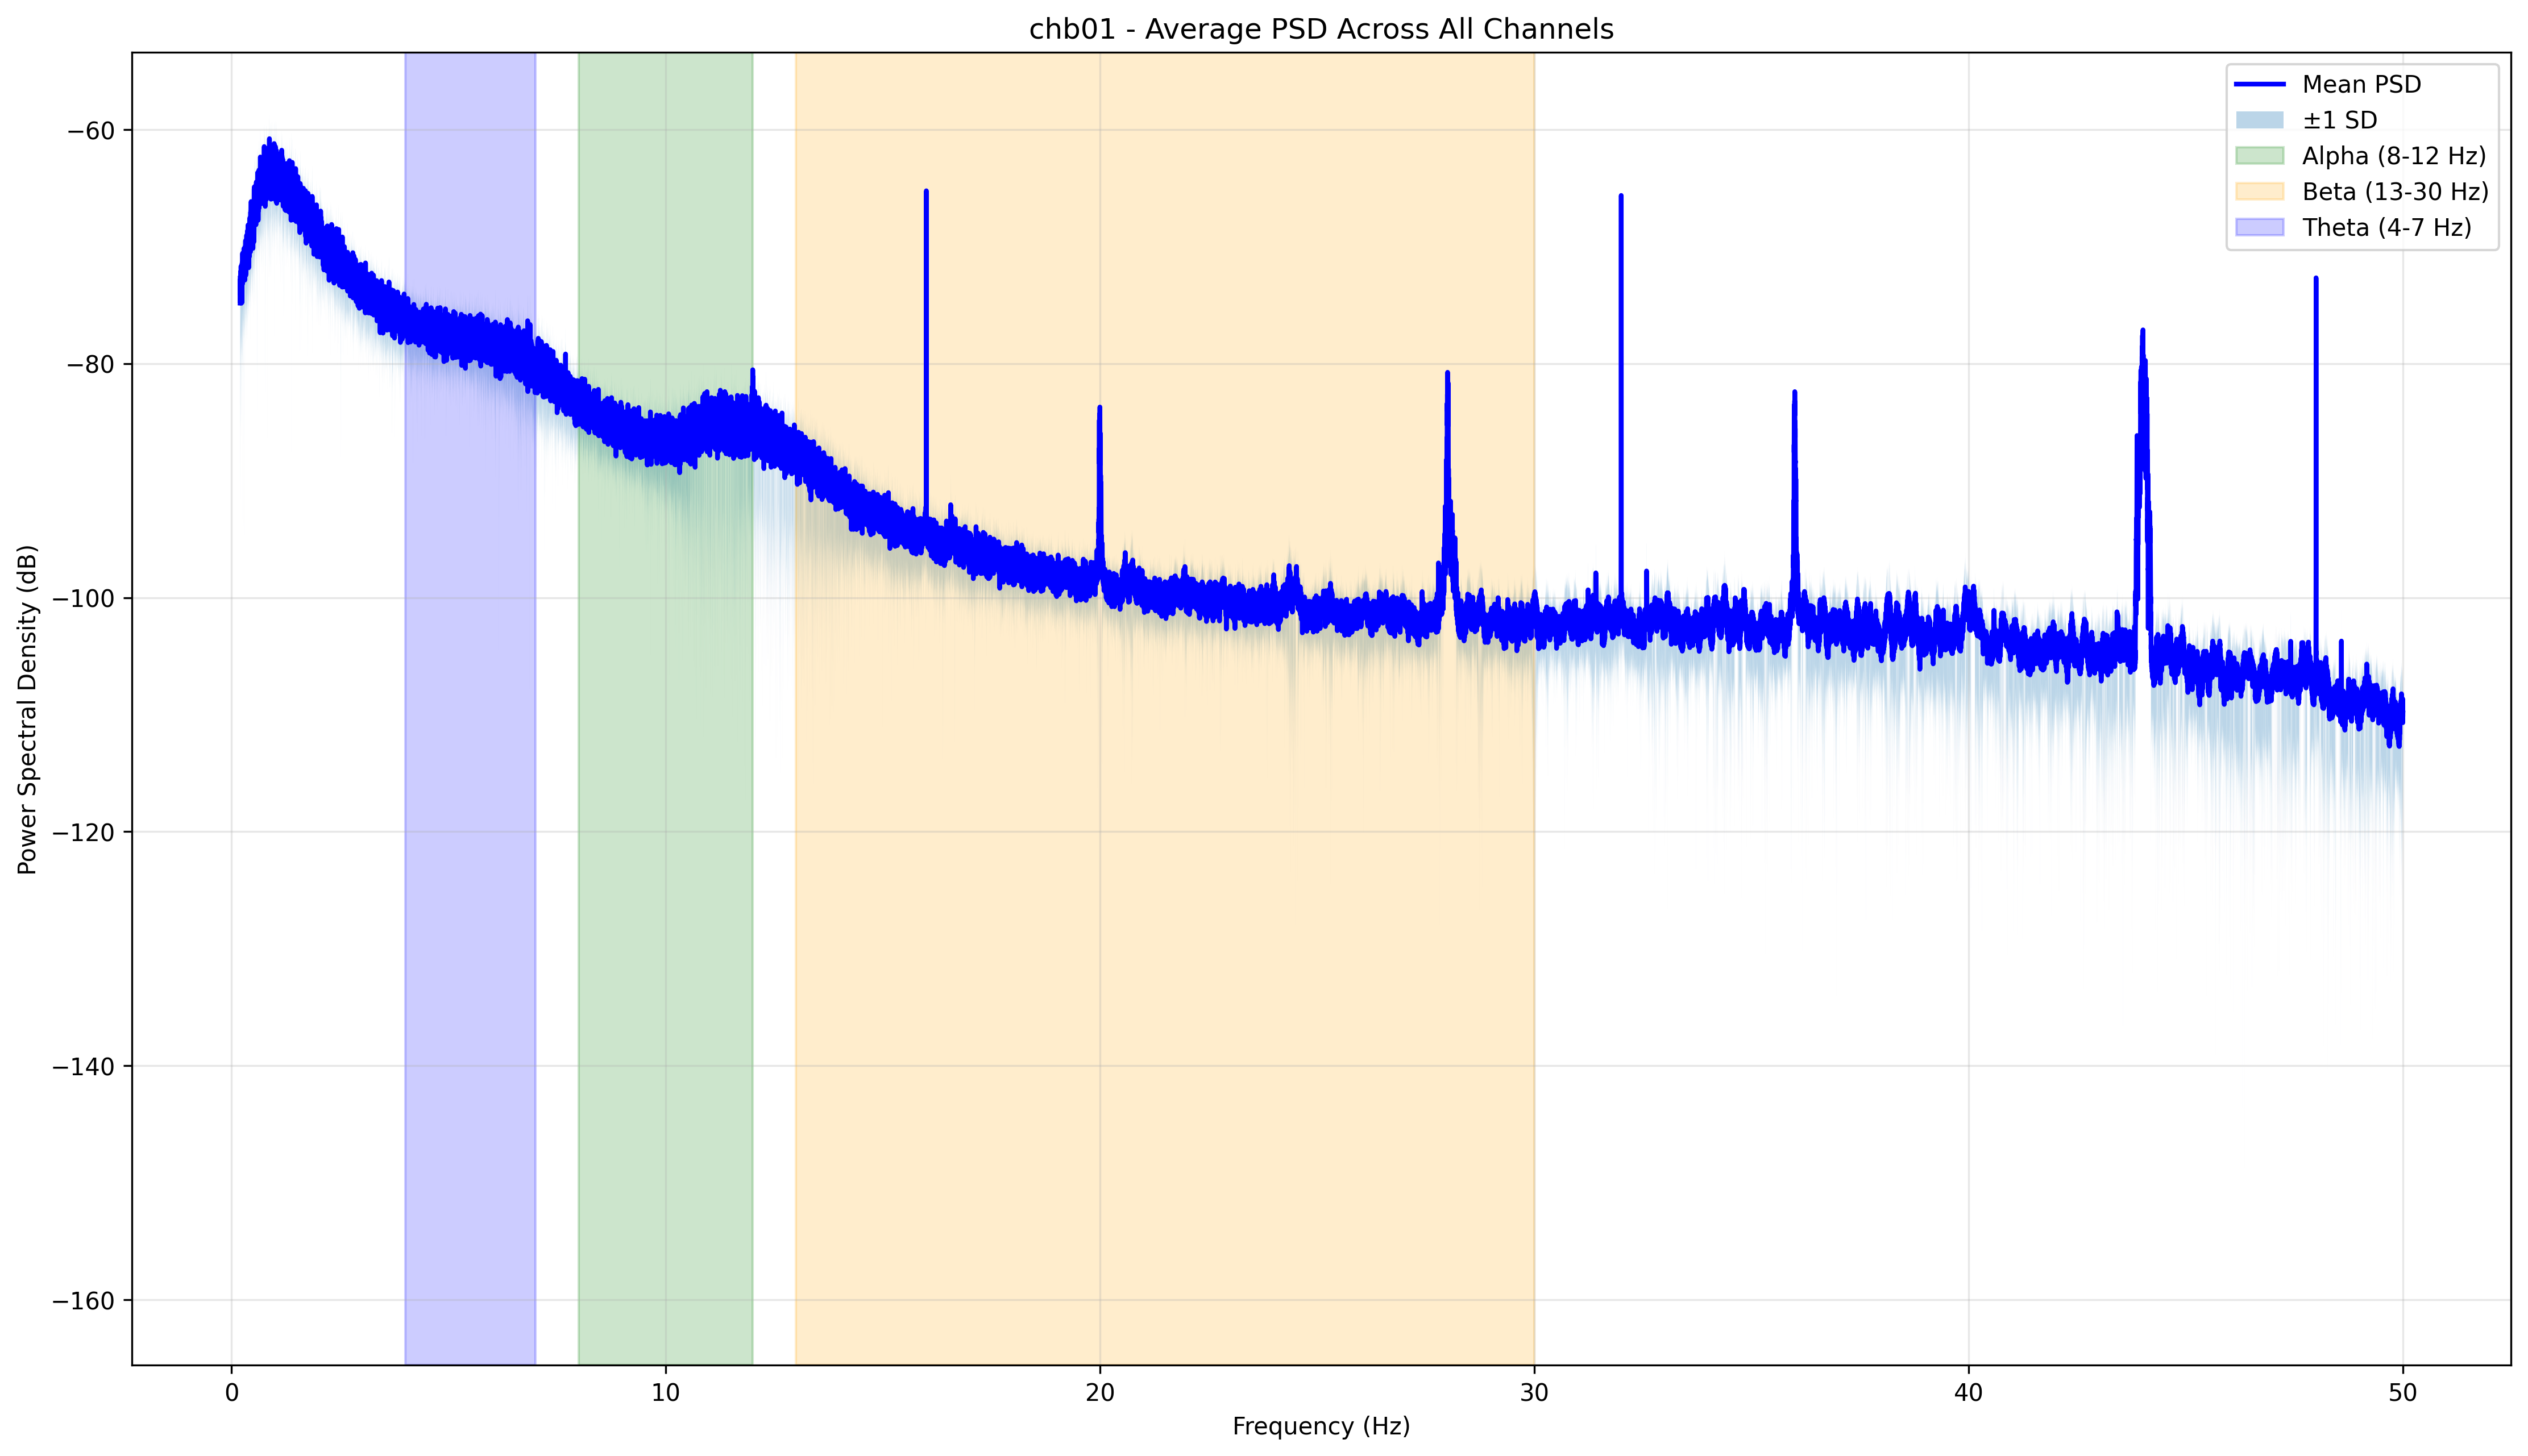 chb01 - Average PSD Across All Channels
Mean PSD
±1 SD
Alpha (8-12 Hz)
Beta (13-30 Hz)
Theta (4-7 Hz)
Power Spectral Density (dB)
−60
−80
−100
−120
−140
−160
0 10 20 30 40 50
Frequency (Hz)